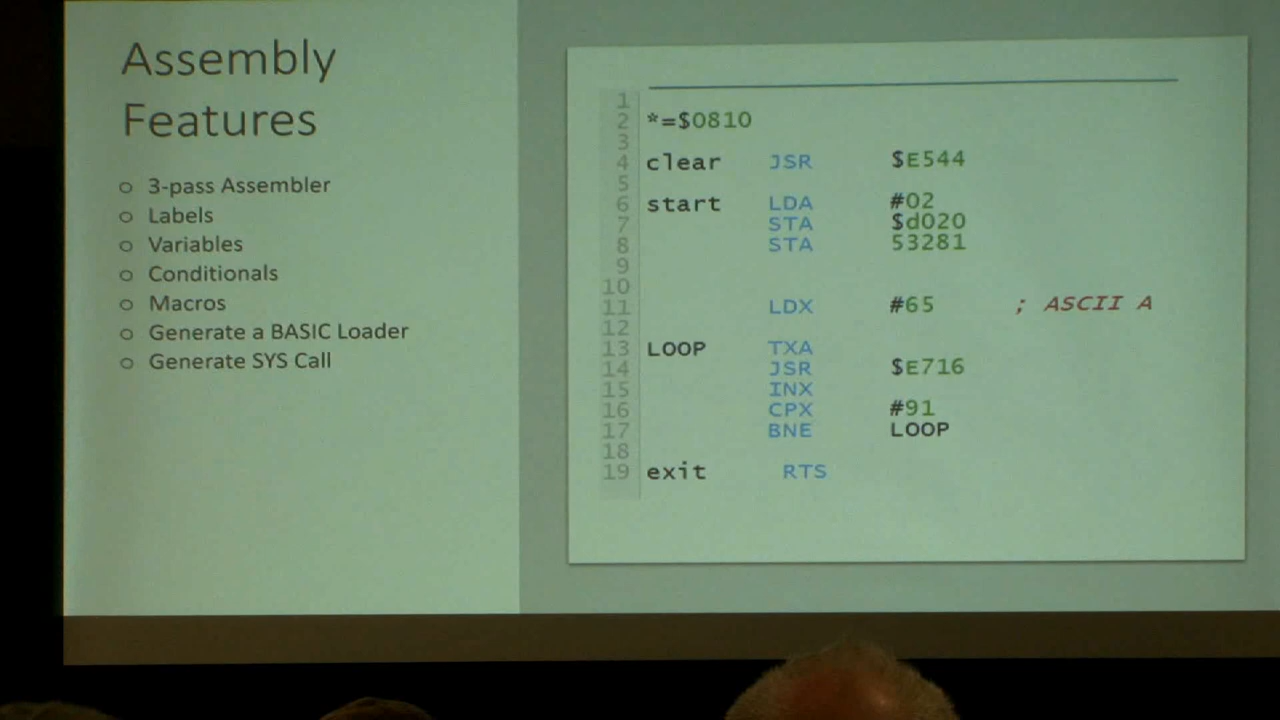 Assembly
Features
o 3-pass Assembler
o Labels
o Variables
o Conditionals
o Macros
o Generate a BASIC Loader
o Generate SYS Call
1
2 *=$0810
3
4 clear JSR $E544
5
6 start LDA #02
7 STA $d020
8 STA 53281
9
10
11 LDX #65 ; ASCII A
12
13 LOOP TXA
14 JSR $E716
15 INX
16 CPX #91
17 BNE LOOP
18
19 exit RTS